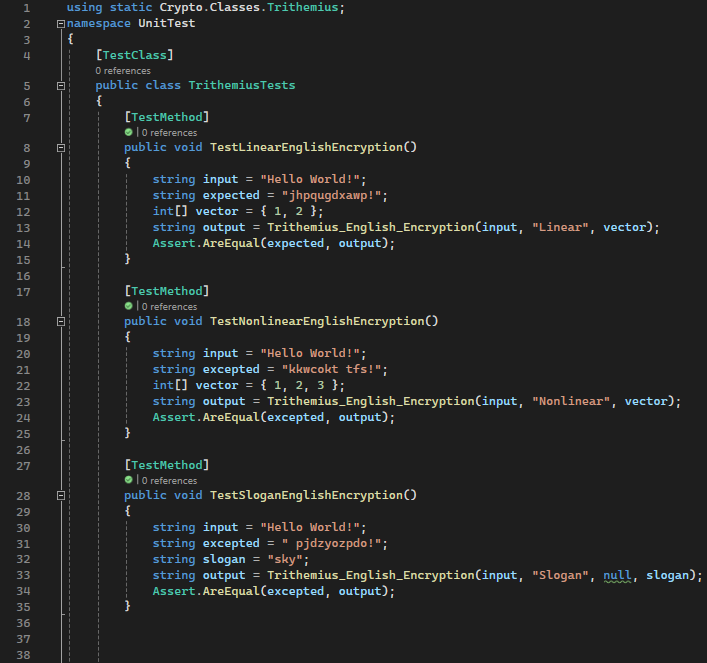 1 using static Crypto.Classes.Trithemius;
2 namespace UnitTest
3 {
4 [TestClass]
0 references
5 public class TrithemiusTests
6 {
7 [TestMethod]
| 0 references
8 public void TestLinearEnglishEncryption()
9 {
10 string input = "Hello World!";
11 string expected = "jhpqugdxawp!";
12 int[] vector = { 1, 2 };
13 string output = Trithemius_English_Encryption(input, "Linear", vector);
14 Assert.AreEqual(expected, output);
15 }
16
17 [TestMethod]
| 0 references
18 public void TestNonlinearEnglishEncryption()
19 {
20 string input = "Hello World!";
21 string excepted = "kkwcokt tfs!";
22 int[] vector = { 1, 2, 3 };
23 string output = Trithemius_English_Encryption(input, "Nonlinear", vector);
24 Assert.AreEqual(excepted, output);
25 }
26
27 [TestMethod]
| 0 references
28 public void TestSloganEnglishEncryption()
29 {
30 string input = "Hello World!";
31 string excepted = " pjdzyozpdo!";
32 string slogan = "sky";
33 string output = Trithemius_English_Encryption(input, "Slogan", null, slogan);
34 Assert.AreEqual(excepted, output);
35 }
36
37
38